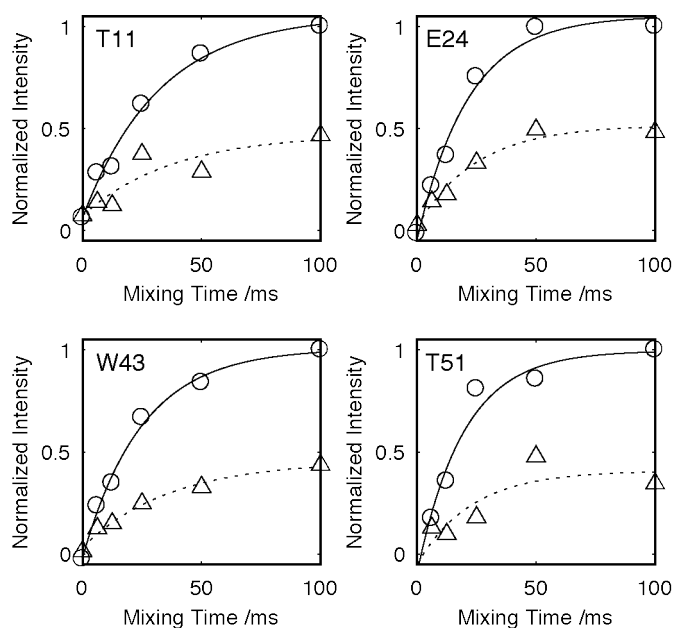 T11
1
0.5
0
Normalized Intensity
0 50 100
Mixing Time /ms
E24
1
0.5
0
Normalized Intensity
0 50 100
Mixing Time /ms
W43
1
0.5
0
Normalized Intensity
0 50 100
Mixing Time /ms
T51
1
0.5
0
Normalized Intensity
0 50 100
Mixing Time /ms